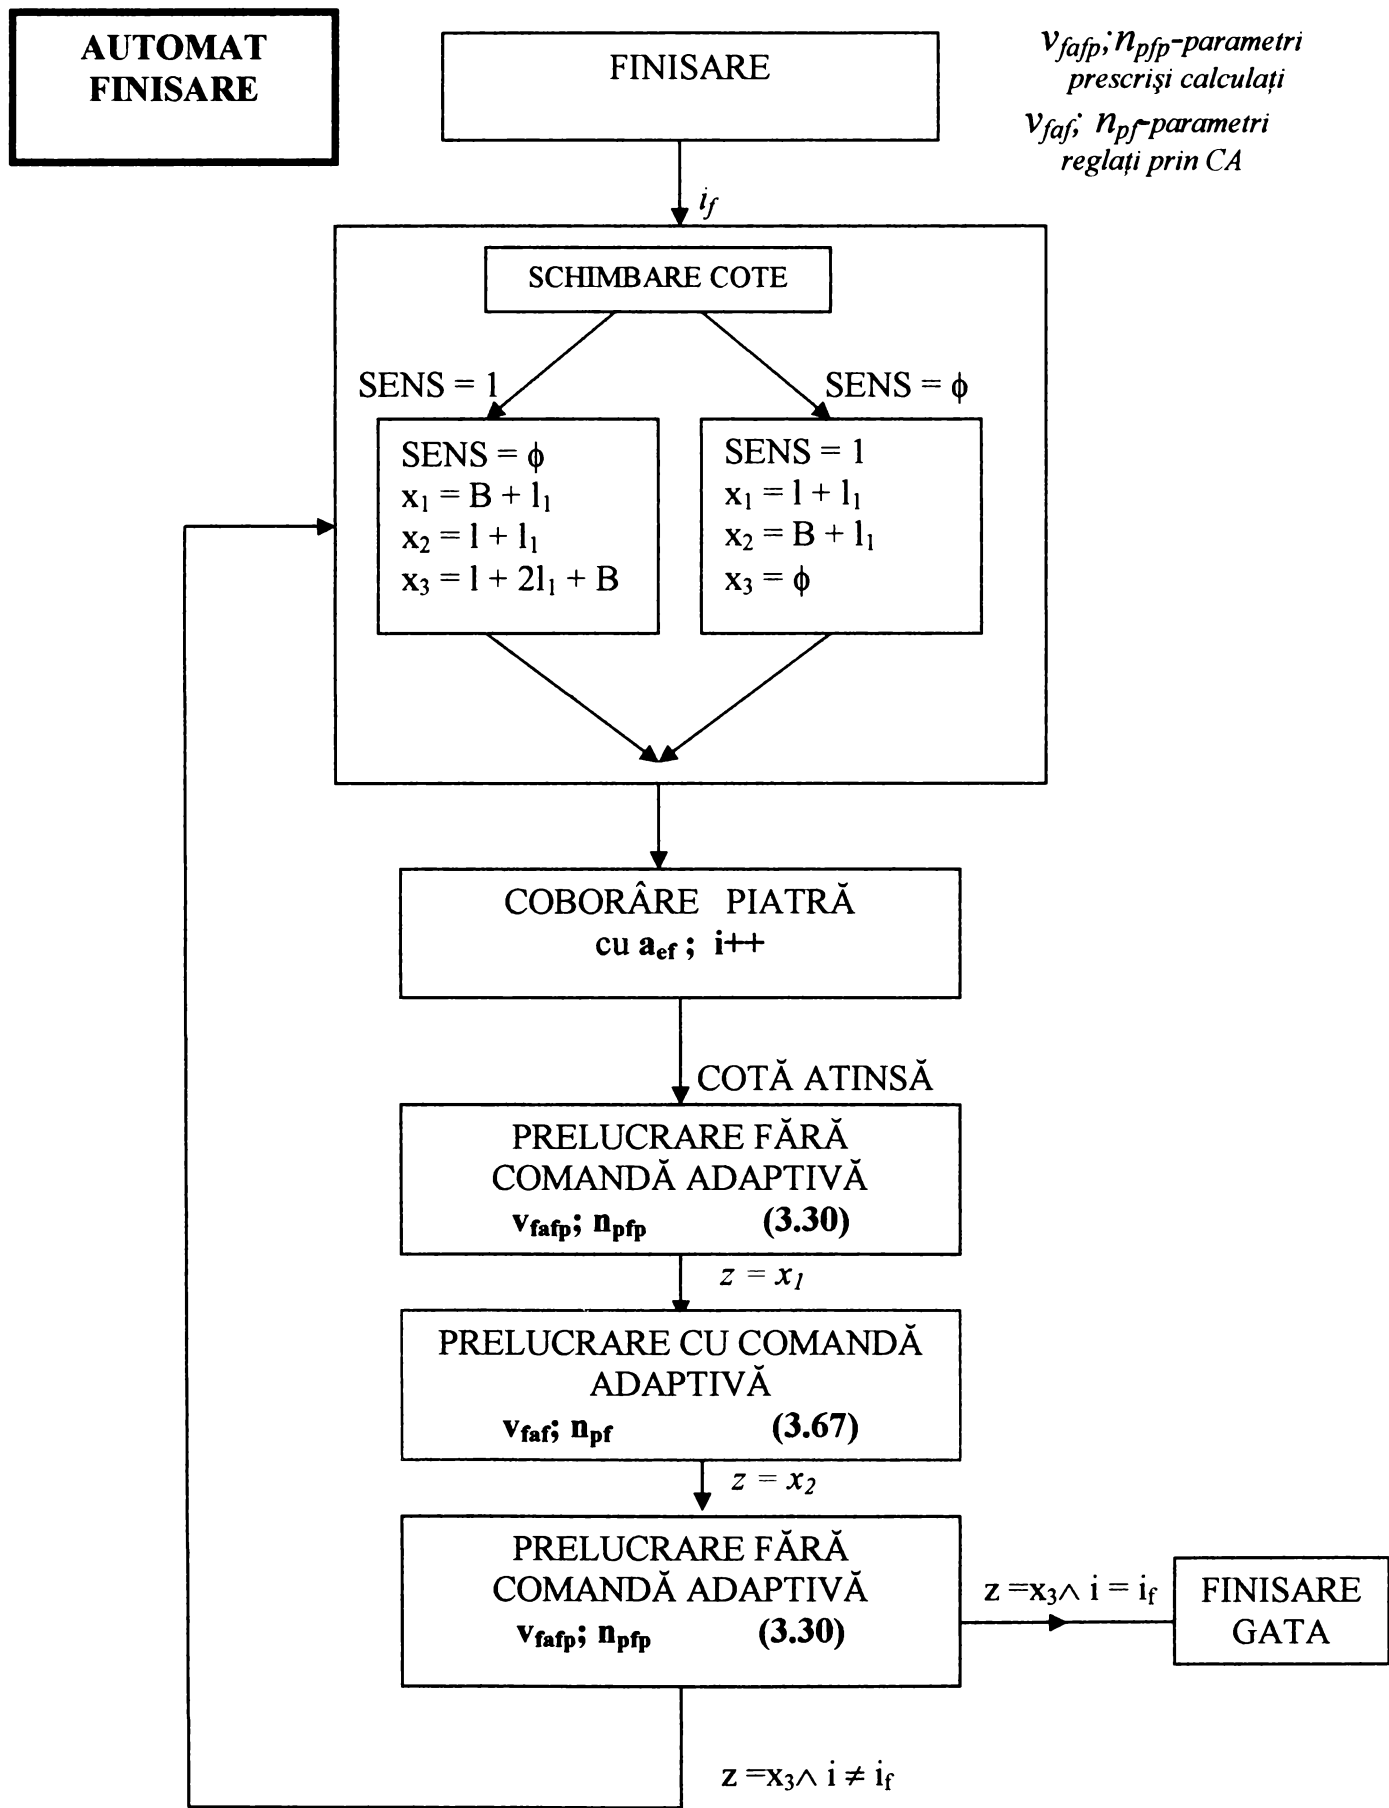 AUTOMAT
FINISARE
FINISARE
v_fafp; n_pfp-parametri
prescrişi calculaţi
v_faf; n_pf-parametri
reglaţi prin CA
i_f
SCHIMBARE COTE
SENS = 1
SENS = ϕ
SENS = ϕ
x₁ = B + l₁
x₂ = l + l₁
x₃ = l + 2l₁ + B
SENS = 1
x₁ = l + l₁
x₂ = B + l₁
x₃ = ϕ
COBORÂRE PIATRĂ
cu a_ef ; i++
COTĂ ATINSĂ
PRELUCRARE FĂRĂ
COMANDĂ ADAPTIVĂ
v_fafp; n_pfp (3.30)
z = x₁
PRELUCRARE CU COMANDĂ
ADAPTIVĂ
v_faf; n_pf (3.67)
z = x₂
PRELUCRARE FĂRĂ
COMANDĂ ADAPTIVĂ
v_fafp; n_pfp (3.30)
z =x₃∧ i = i_f
FINISARE
GATA
z =x₃∧ i ≠ i_f